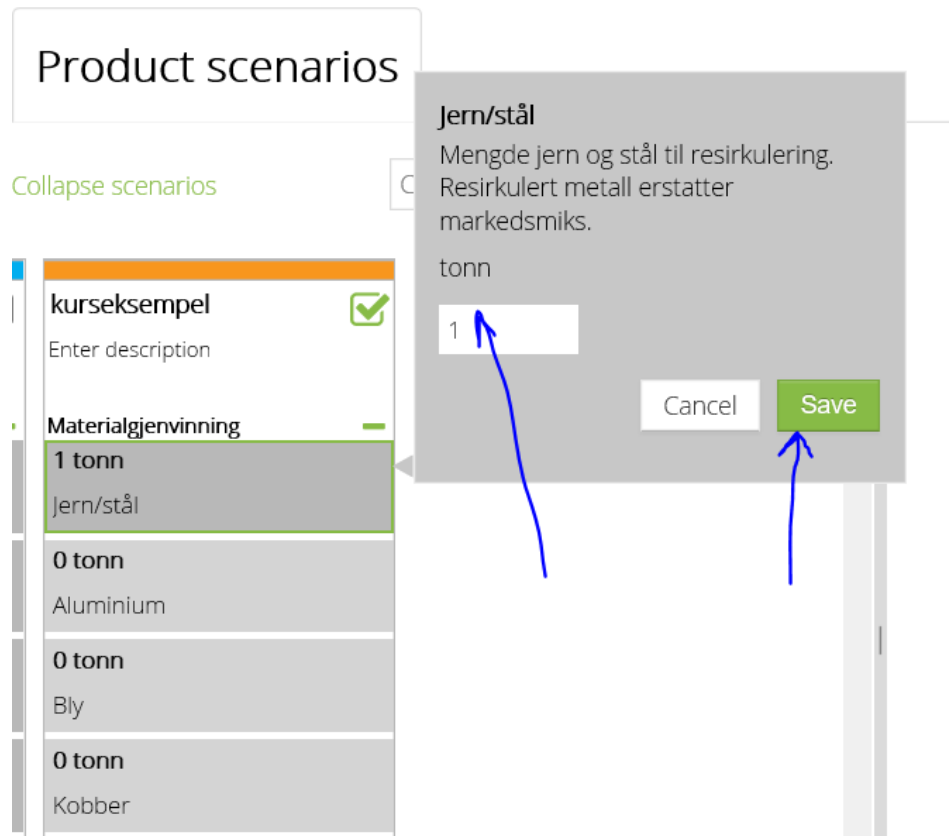 Product scenarios
Collapse scenarios
C
Jern/stål
Mengde jern og stål til resirkulering.
Resirkulert metall erstatter
markedsmiks.
tonn
1
Cancel
Save
kurseksempel
Enter description
Materialgjenvinning
1 tonn
Jern/stål
0 tonn
Aluminium
0 tonn
Bly
0 tonn
Kobber